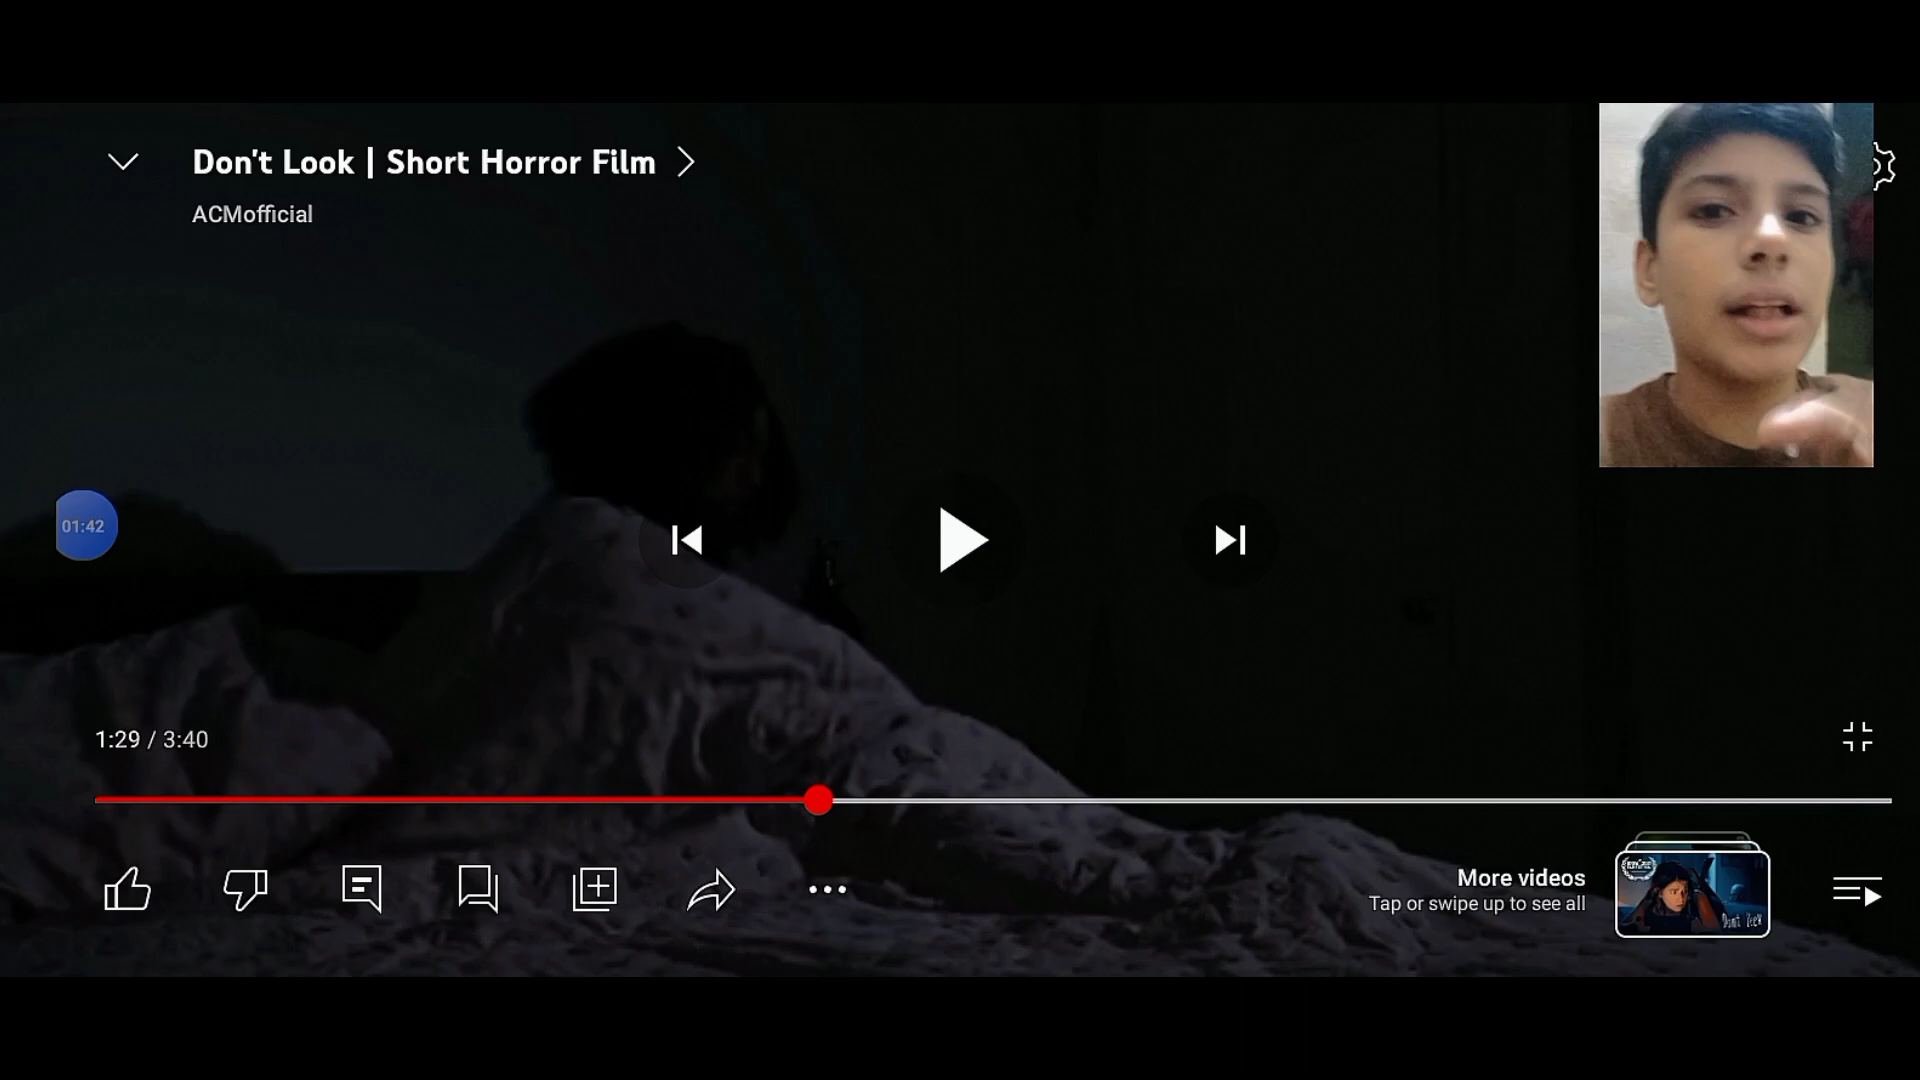 Don't Look | Short Horror Film
ACMofficial
01:42
1:29 / 3:40
More videos
Tap or swipe up to see all